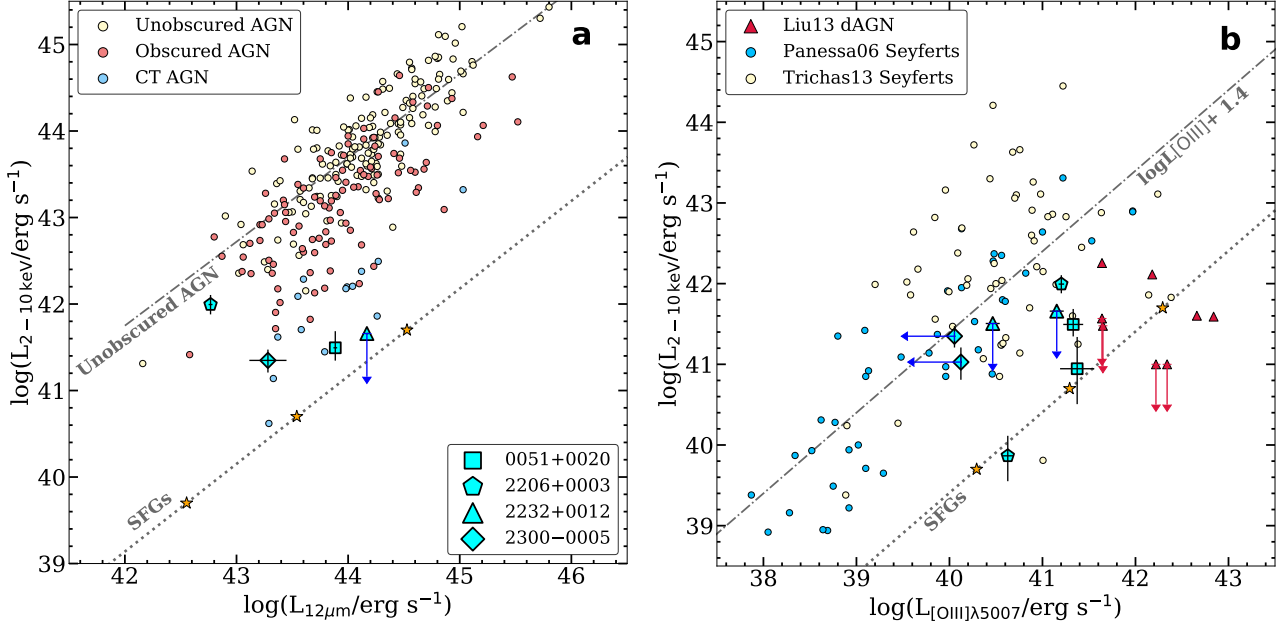 a
Unobscured AGN
Obscured AGN
CT AGN
45
44
43
42
41
40
39
42
43
44
45
46
log(L2−10 keV/erg s−1)
log(L12μm/erg s−1)
Unobscured AGN
SFGs
0051+0020
2206+0003
2232+0012
2300−0005
b
Liu13 dAGN
Panessa06 Seyferts
Trichas13 Seyferts
45
44
43
42
41
40
39
38
39
40
41
42
43
log(L2−10 keV/erg s−1)
log(L[OIII]λ5007/erg s−1)
logL[OIII]+ 1.4
SFGs